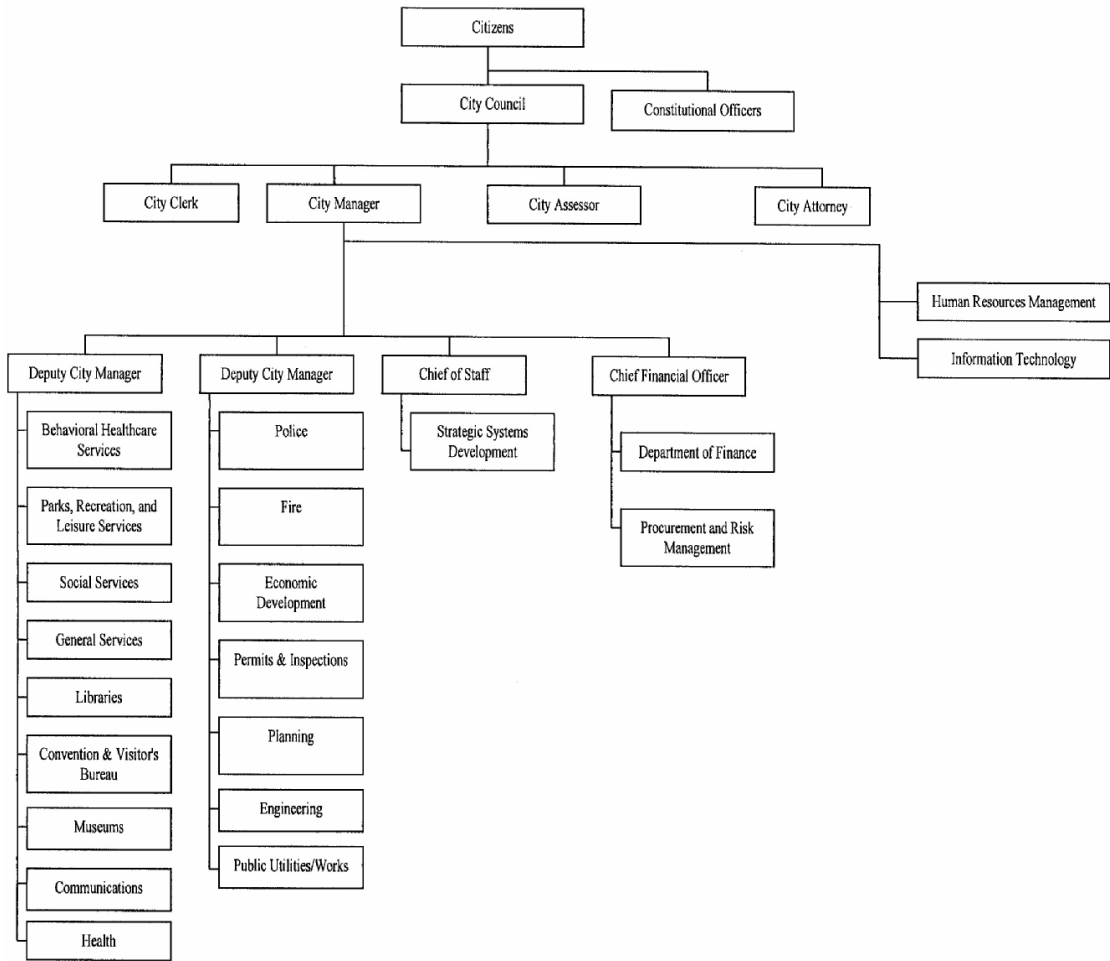 Citizens
City Council
Constitutional Officers
City Clerk
City Manager
City Assessor
City Attorney
Human Resources Management
Information Technology
Deputy City Manager
Deputy City Manager
Chief of Staff
Chief Financial Officer
Behavioral Healthcare
Services
Parks, Recreation, and
Leisure Services
Social Services
General Services
Libraries
Convention & Visitor's
Bureau
Museums
Communications
Health
Police
Fire
Economic
Development
Permits & Inspections
Planning
Engineering
Public Utilities/Works
Strategic Systems
Development
Department of Finance
Procurement and Risk
Management